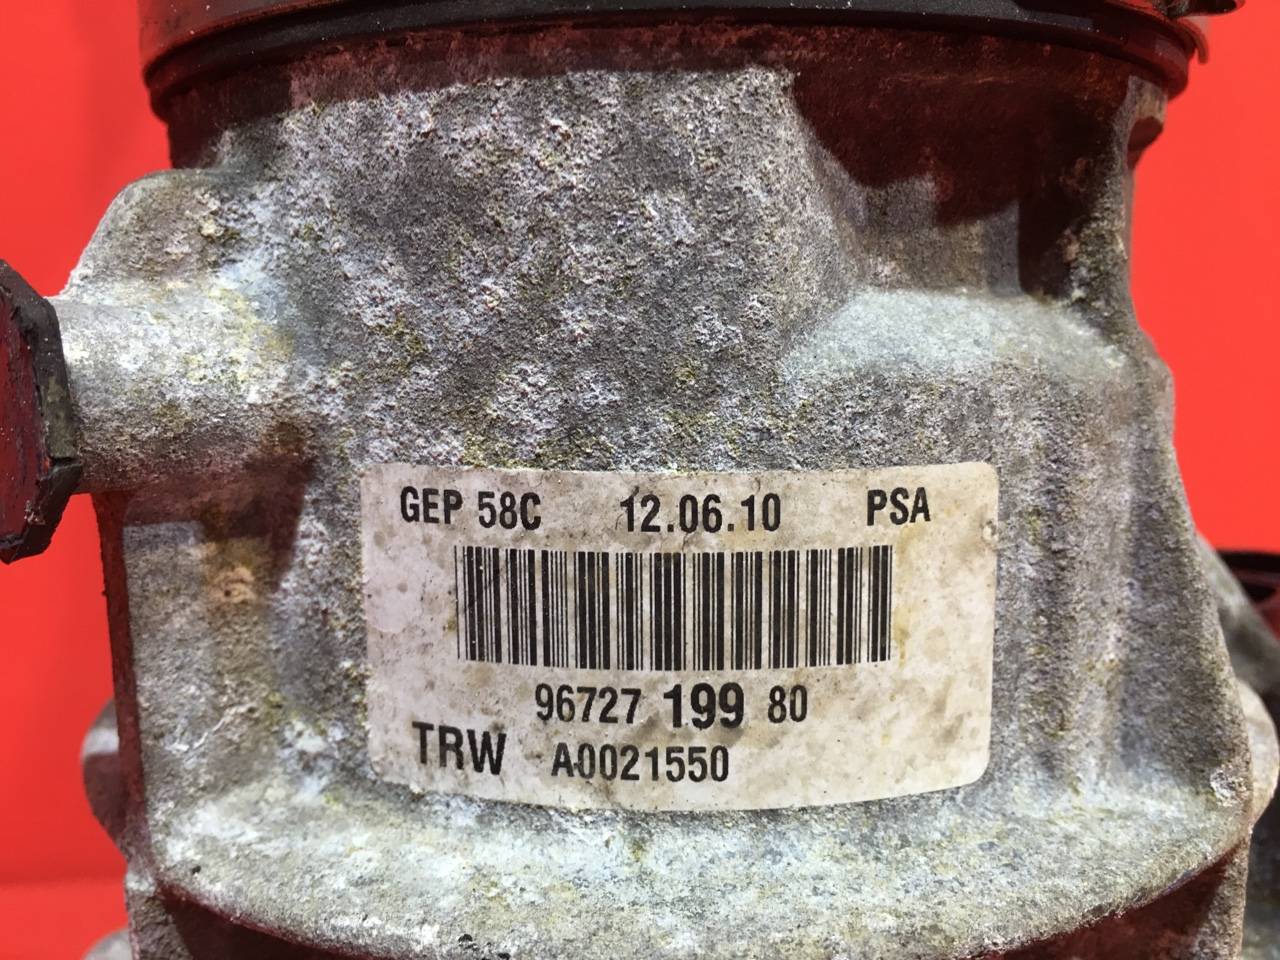 GEP 58C 12.06.10 PSA
96727 199 80
TRW A0021550